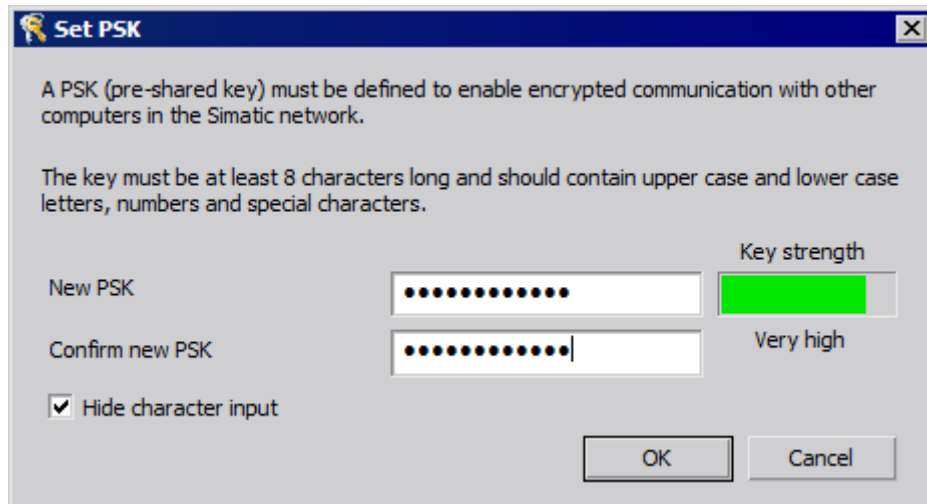 Set PSK
A PSK (pre-shared key) must be defined to enable encrypted communication with other
computers in the Simatic network.
The key must be at least 8 characters long and should contain upper case and lower case
letters, numbers and special characters.
Key strength
New PSK ●●●●●●●●●●●●
Confirm new PSK ●●●●●●●●●●●●
Very high
Hide character input
OK Cancel